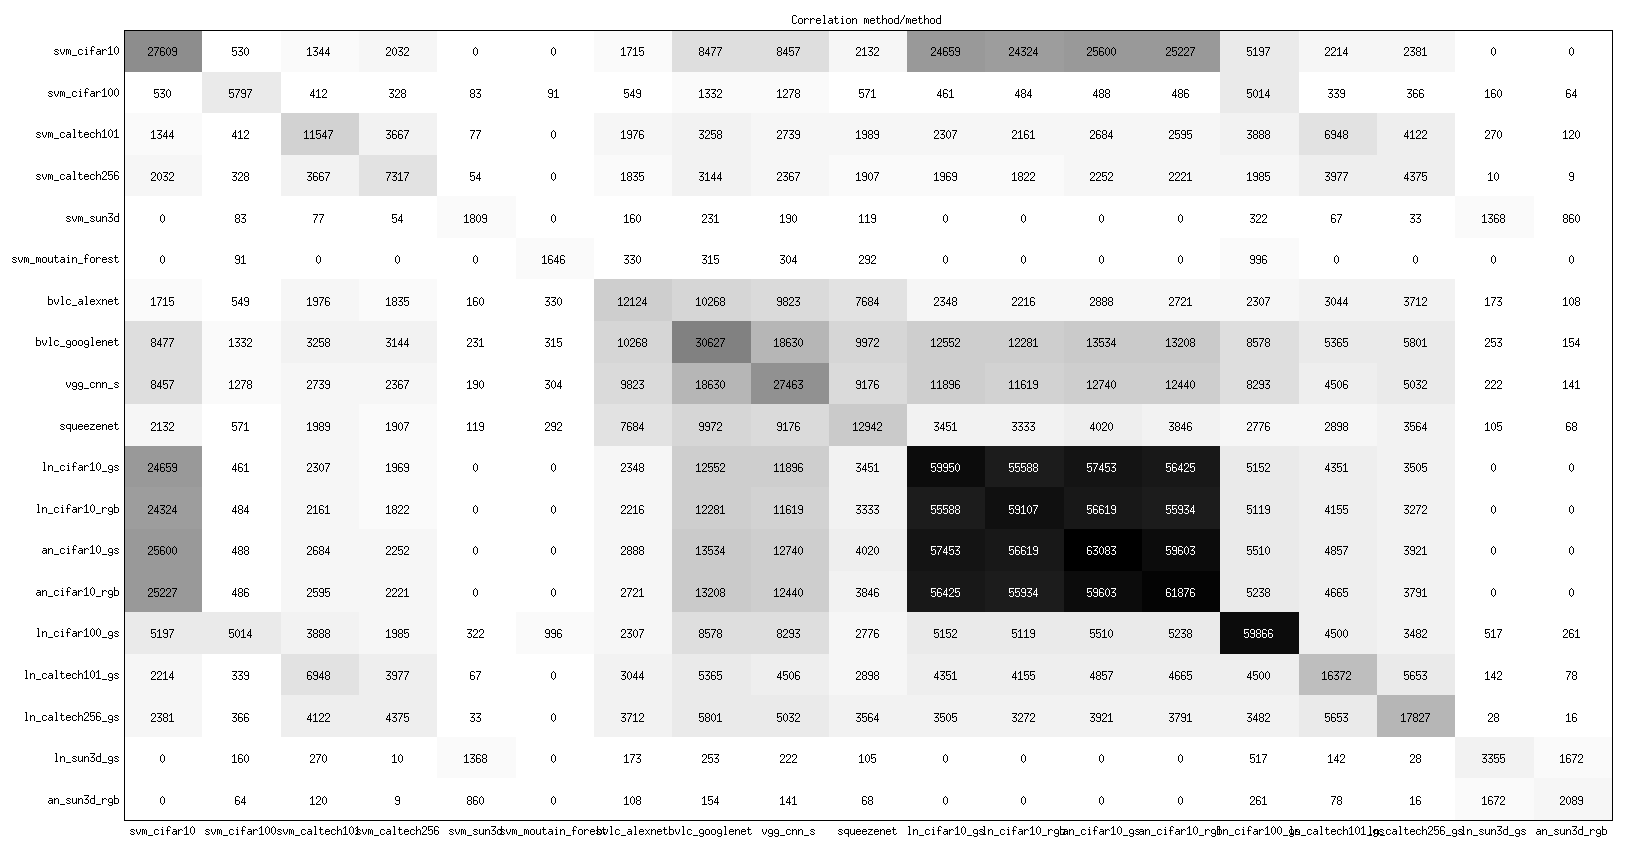 Correlation method/method
svm_cifar10 27609 530 1344 2032 0 0 1715 8477 8457 2132 24659 24324 25600 25227 5197 2214 2381 0 0
svm_cifar100 530 5797 412 328 83 91 549 1332 1278 571 461 484 488 486 5014 339 366 160 64
svm_caltech101 1344 412 11547 3667 77 0 1976 3258 2739 1989 2307 2161 2684 2595 3888 6948 4122 270 120
svm_caltech256 2032 328 3667 7317 54 0 1835 3144 2367 1907 1969 1822 2252 2221 1985 3977 4375 10 9
svm_sun3d 0 83 77 54 1809 0 160 231 190 119 0 0 0 0 322 67 33 1368 860
svm_moutain_forest 0 91 0 0 0 1646 330 315 304 292 0 0 0 0 996 0 0 0 0
bvlc_alexnet 1715 549 1976 1835 160 330 12124 10268 9823 7684 2348 2216 2888 2721 2307 3044 3712 173 108
bvlc_googlenet 8477 1332 3258 3144 231 315 10268 30627 18630 9972 12552 12281 13534 13208 8578 5365 5801 253 154
vgg_cnn_s 8457 1278 2739 2367 190 304 9823 18630 27463 9176 11896 11619 12740 12440 8293 4506 5032 222 141
squeezenet 2132 571 1989 1907 119 292 7684 9972 9176 12942 3451 3333 4020 3846 2776 2898 3564 105 68
ln_cifar10_gs 24659 461 2307 1969 0 0 2348 12552 11896 3451 59950 55588 57453 56425 5152 4351 3505 0 0
ln_cifar10_rgb 24324 484 2161 1822 0 0 2216 12281 11619 3333 55588 59107 56619 55934 5119 4155 3272 0 0
an_cifar10_gs 25600 488 2684 2252 0 0 2888 13534 12740 4020 57453 56619 63083 59603 5510 4857 3921 0 0
an_cifar10_rgb 25227 486 2595 2221 0 0 2721 13208 12440 3846 56425 55934 59603 61876 5238 4665 3791 0 0
ln_cifar100_gs 5197 5014 3888 1985 322 996 2307 8578 8293 2776 5152 5119 5510 5238 59866 4500 3482 517 261
ln_caltech101_gs 2214 339 6948 3977 67 0 3044 5365 4506 2898 4351 4155 4857 4665 4500 16372 5653 142 78
ln_caltech256_gs 2381 366 4122 4375 33 0 3712 5801 5032 3564 3505 3272 3921 3791 3482 5653 17827 28 16
ln_sun3d_gs 0 160 270 10 1368 0 173 253 222 105 0 0 0 0 517 142 28 3355 1672
an_sun3d_rgb 0 64 120 9 860 0 108 154 141 68 0 0 0 0 261 78 16 1672 2089
svm_cifar10 svm_cifar100 svm_caltech101 svm_caltech256 svm_sun3d svm_moutain_forest bvlc_alexnet bvlc_googlenet vgg_cnn_s squeezenet ln_cifar10_gs ln_cifar10_rgb an_cifar10_gs an_cifar10_rgb ln_cifar100_gs ln_caltech101_gs ln_caltech256_gs ln_sun3d_gs an_sun3d_rgb